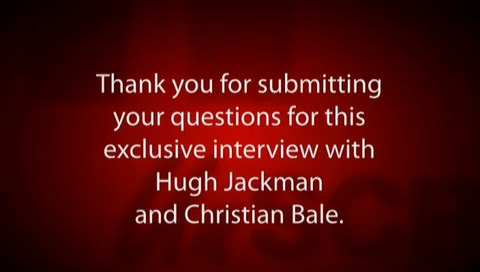 Thank you for submitting
your questions for this
exclusive interview with
Hugh Jackman
and Christian Bale.